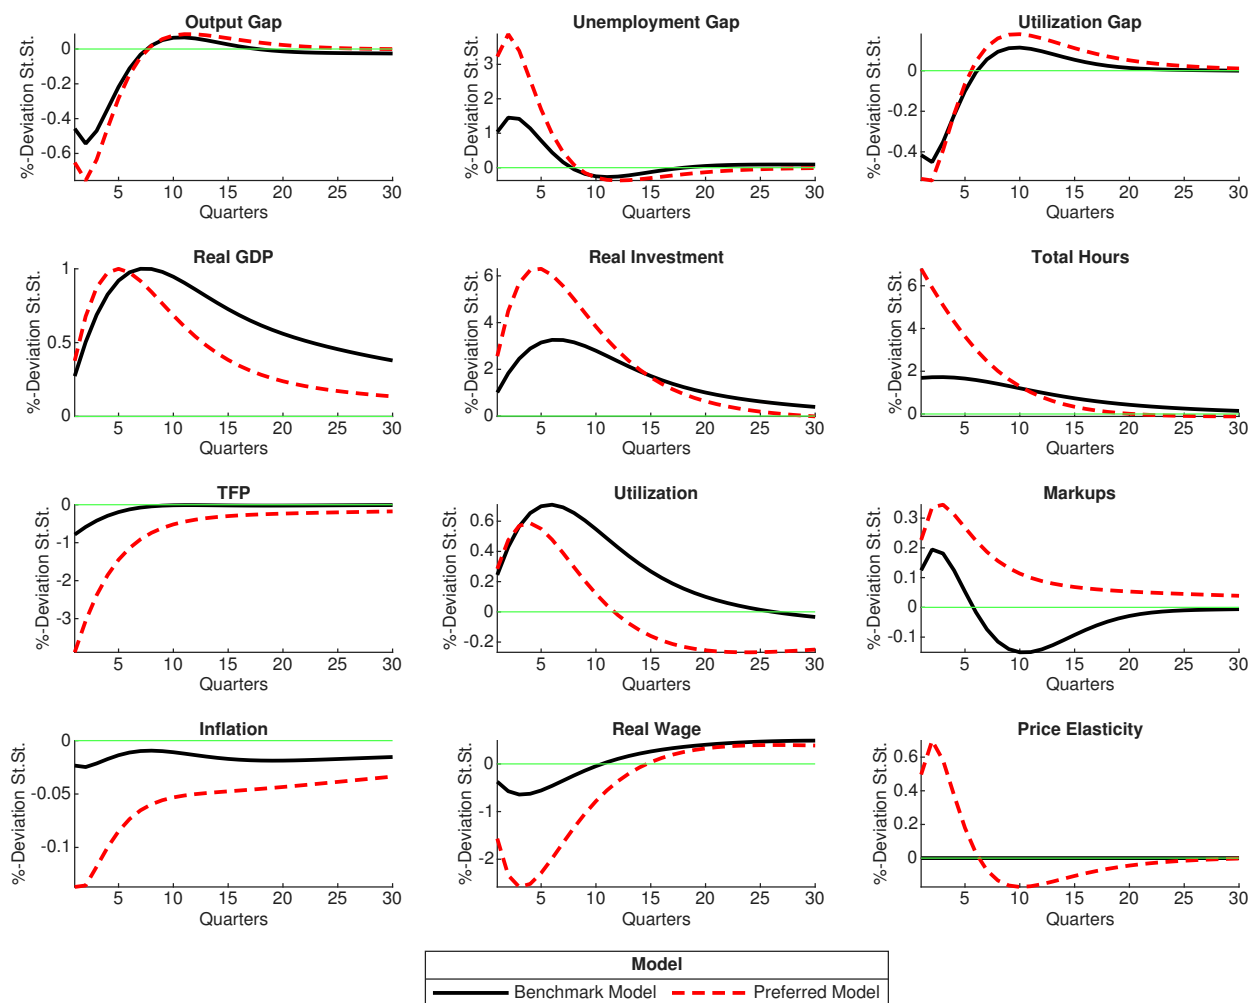 Output Gap
%-Deviation St.St.
0
-0.2
-0.4
-0.6
5 10 15 20 25 30
Quarters
Unemployment Gap
%-Deviation St.St.
3
2
1
0
5 10 15 20 25 30
Quarters
Utilization Gap
%-Deviation St.St.
0
-0.2
-0.4
5 10 15 20 25 30
Quarters
Real GDP
%-Deviation St.St.
1
0.5
0
5 10 15 20 25 30
Quarters
Real Investment
%-Deviation St.St.
6
4
2
0
5 10 15 20 25 30
Quarters
Total Hours
%-Deviation St.St.
6
4
2
0
5 10 15 20 25 30
Quarters
TFP
%-Deviation St.St.
0
-1
-2
-3
5 10 15 20 25 30
Quarters
Utilization
%-Deviation St.St.
0.6
0.4
0.2
0
-0.2
5 10 15 20 25 30
Quarters
Markups
%-Deviation St.St.
0.3
0.2
0.1
0
-0.1
5 10 15 20 25 30
Quarters
Inflation
%-Deviation St.St.
0
-0.05
-0.1
5 10 15 20 25 30
Quarters
Real Wage
%-Deviation St.St.
0
-1
-2
5 10 15 20 25 30
Quarters
Price Elasticity
%-Deviation St.St.
0.6
0.4
0.2
0
5 10 15 20 25 30
Quarters
Model
Benchmark Model Preferred Model